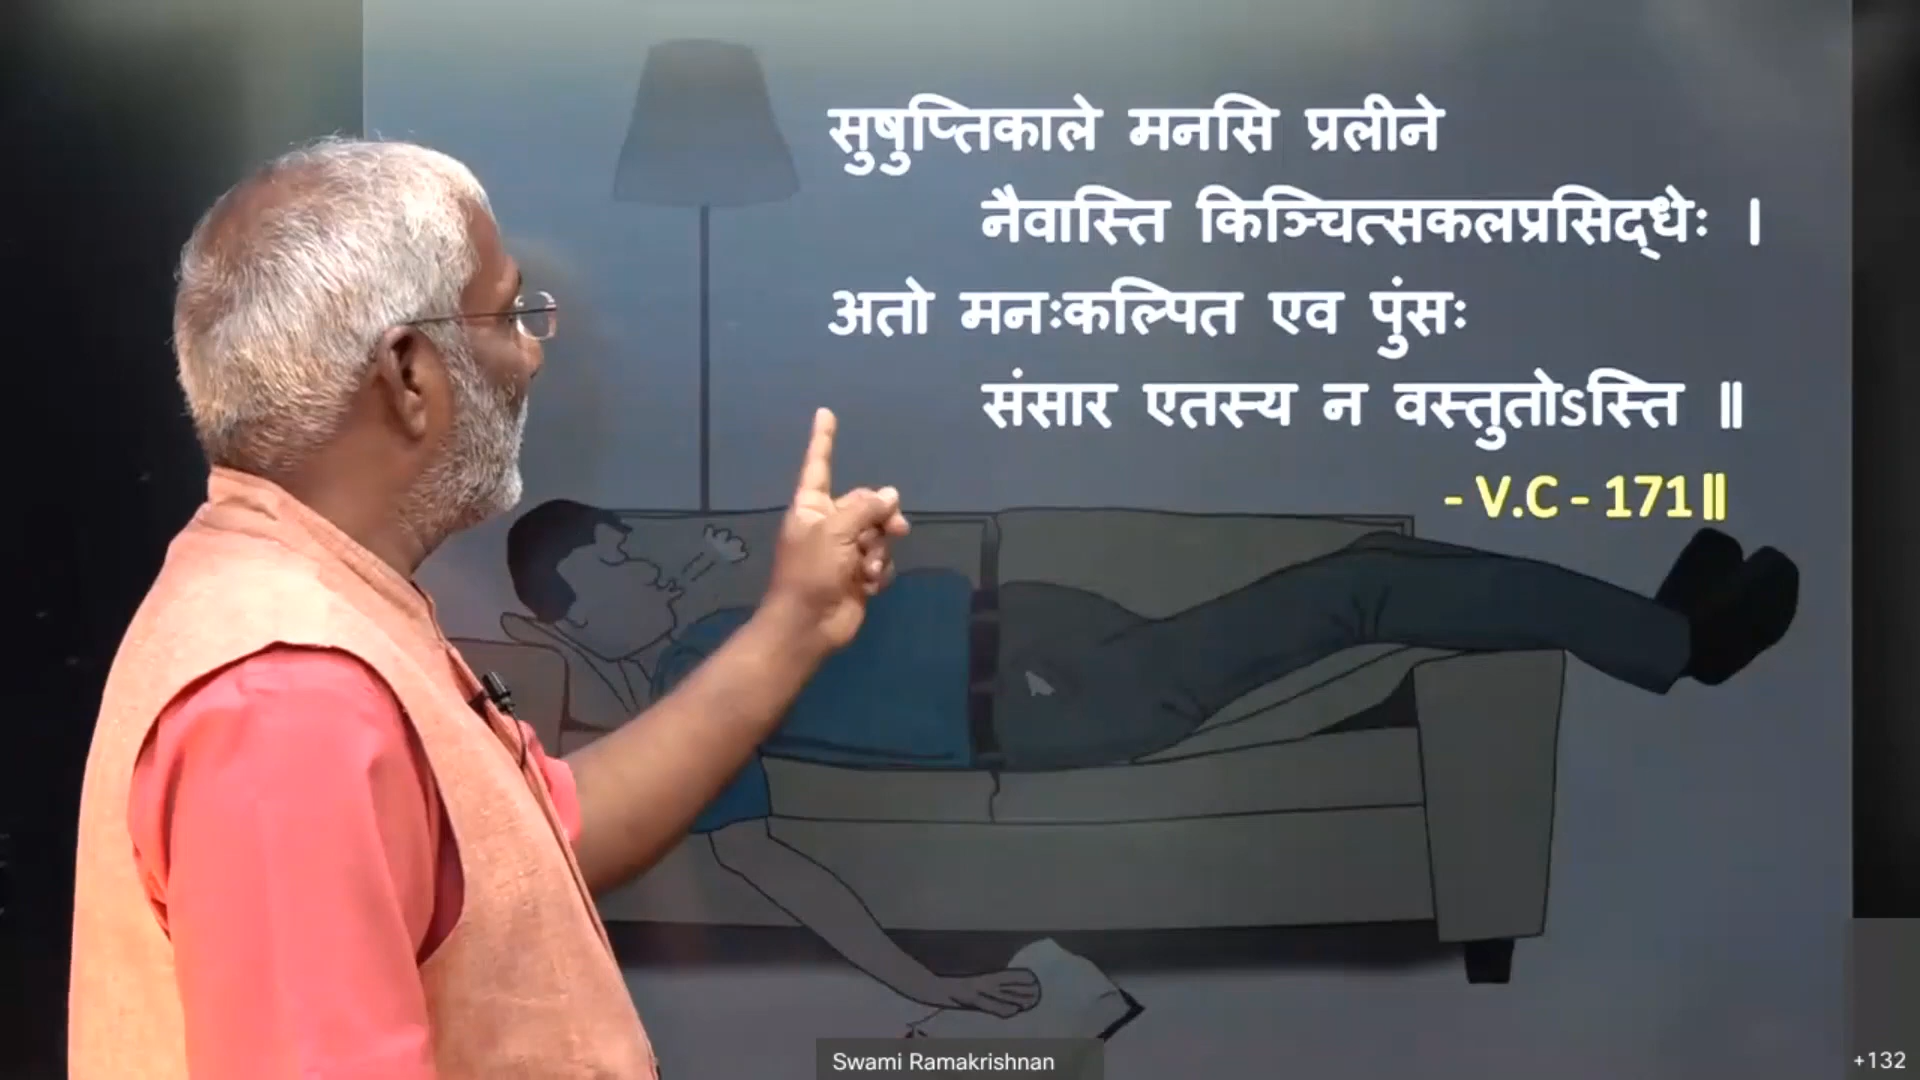 सुषुप्तिकाले मनसि प्रलीने
नैवास्ति किञ्चित्सकलप्रसिद्धेः ।
अतो मनःकल्पित एव पुंसः
संसार एतस्य न वस्तुतोऽस्ति ॥
- V.C - 171॥
Swami Ramakrishnan
+132